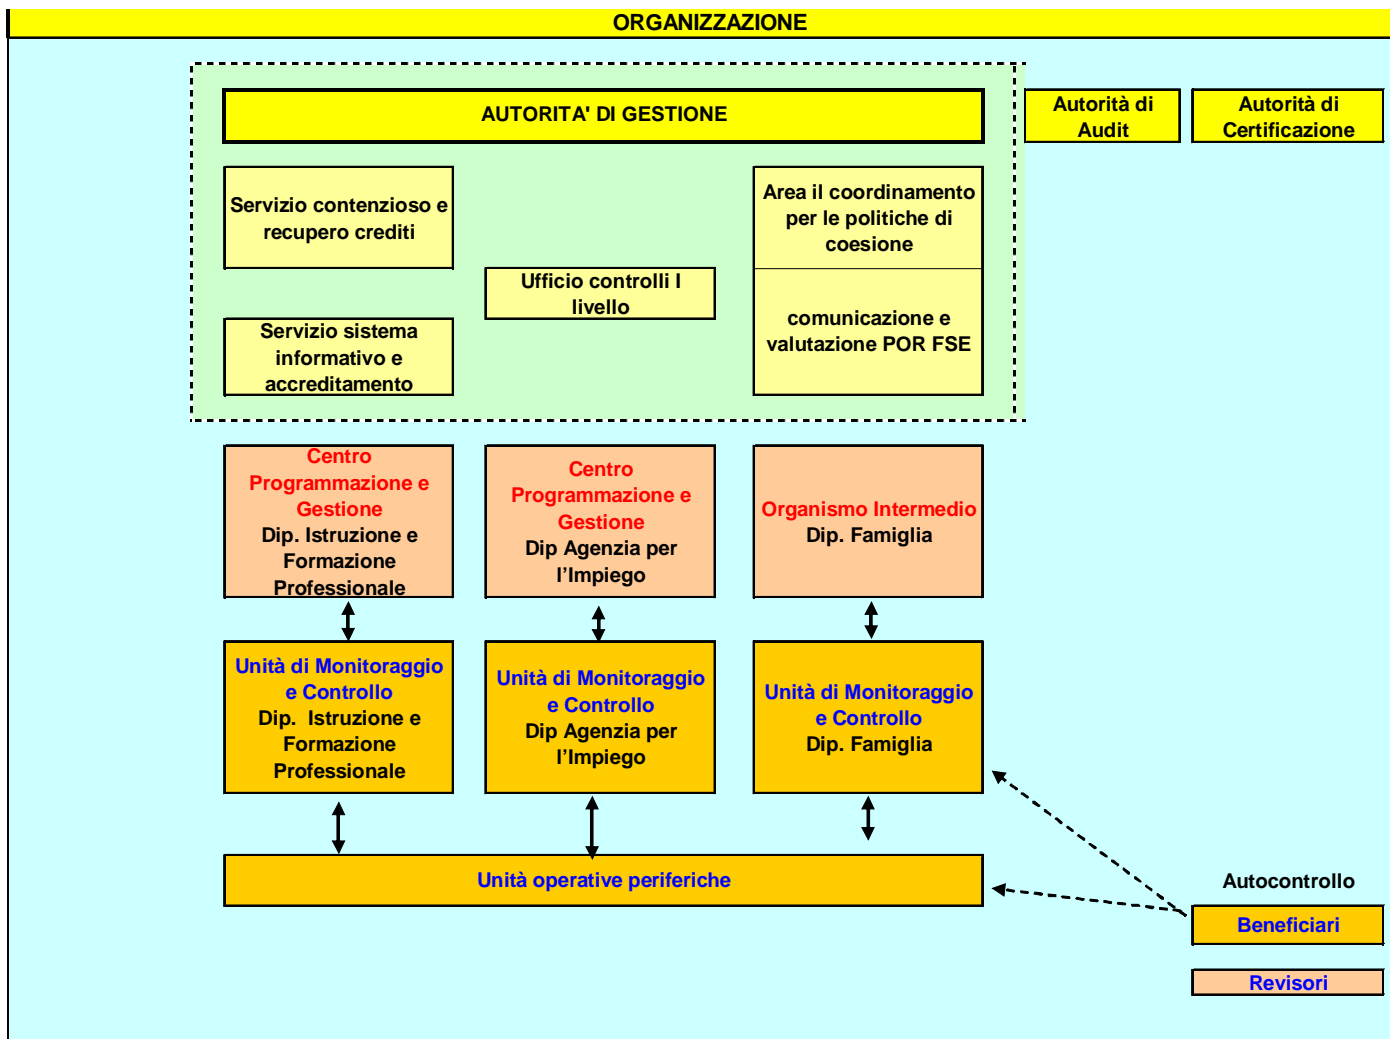 ORGANIZZAZIONE
AUTORITA' DI GESTIONE
Autorità di
Audit
Autorità di
Certificazione
Servizio contenzioso e
recupero crediti
Area il coordinamento
per le politiche di
coesione
Ufficio controlli I
livello
Servizio sistema
informativo e
accreditamento
comunicazione e
valutazione POR FSE
Centro
Programmazione e
Gestione
Dip. Istruzione e
Formazione
Professionale
Centro
Programmazione e
Gestione
Dip Agenzia per
l’Impiego
Organismo Intermedio
Dip. Famiglia
Unità di Monitoraggio
e Controllo
Dip. Istruzione e
Formazione
Professionale
Unità di Monitoraggio
e Controllo
Dip Agenzia per
l’Impiego
Unità di Monitoraggio
e Controllo
Dip. Famiglia
Unità operative periferiche
Autocontrollo
Beneficiari
Revisori